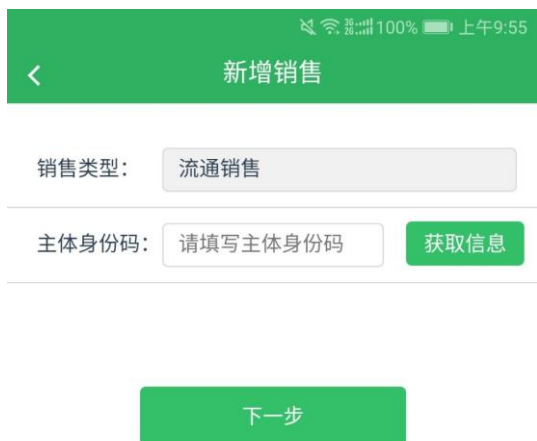 100% 上午9:55
新增销售
销售类型： 流通销售
主体身份码： 请填写主体身份码 获取信息
下一步